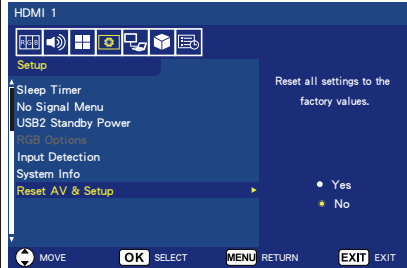 HDMI 1
RGB
Setup
Sleep Timer
No Signal Menu
USB2 Standby Power
RGB Options
Input Detection
System Info
Reset AV & Setup
Reset all settings to the
factory values.
Yes
No
MOVE OK SELECT MENU RETURN EXIT EXIT